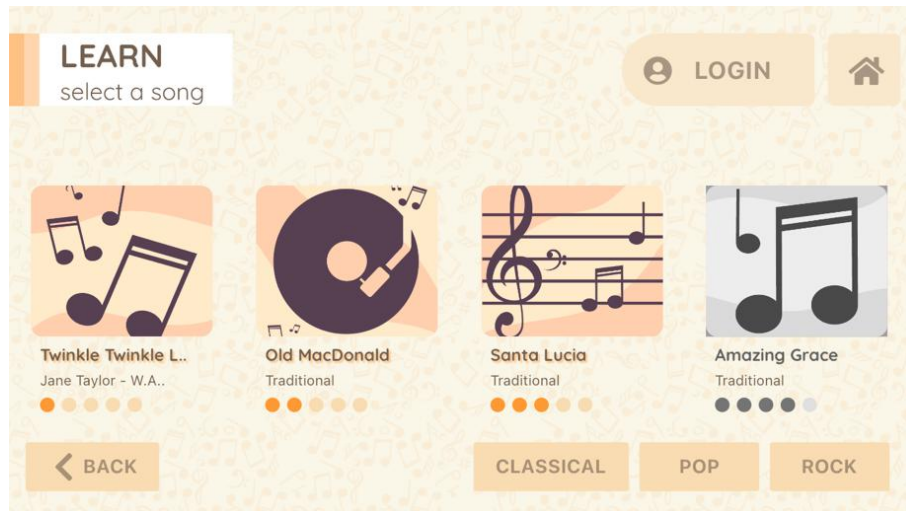 LEARN
select a song
LOGIN
Twinkle Twinkle L..
Jane Taylor - W.A..
Old MacDonald
Traditional
Santa Lucia
Traditional
Amazing Grace
Traditional
BACK
CLASSICAL
POP
ROCK